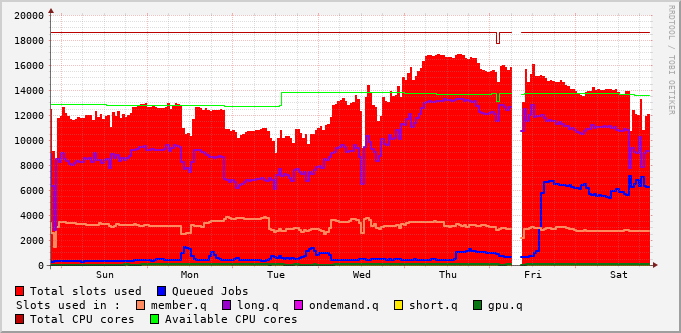 RRDTOOL / TOBI OETIKER
20000
18000
16000
14000
12000
10000
8000
6000
4000
2000
0
Sun Mon Tue Wed Thu Fri Sat
Total slots used Queued Jobs
Slots used in : member.q long.q ondemand.q short.q gpu.q
Total CPU cores Available CPU cores